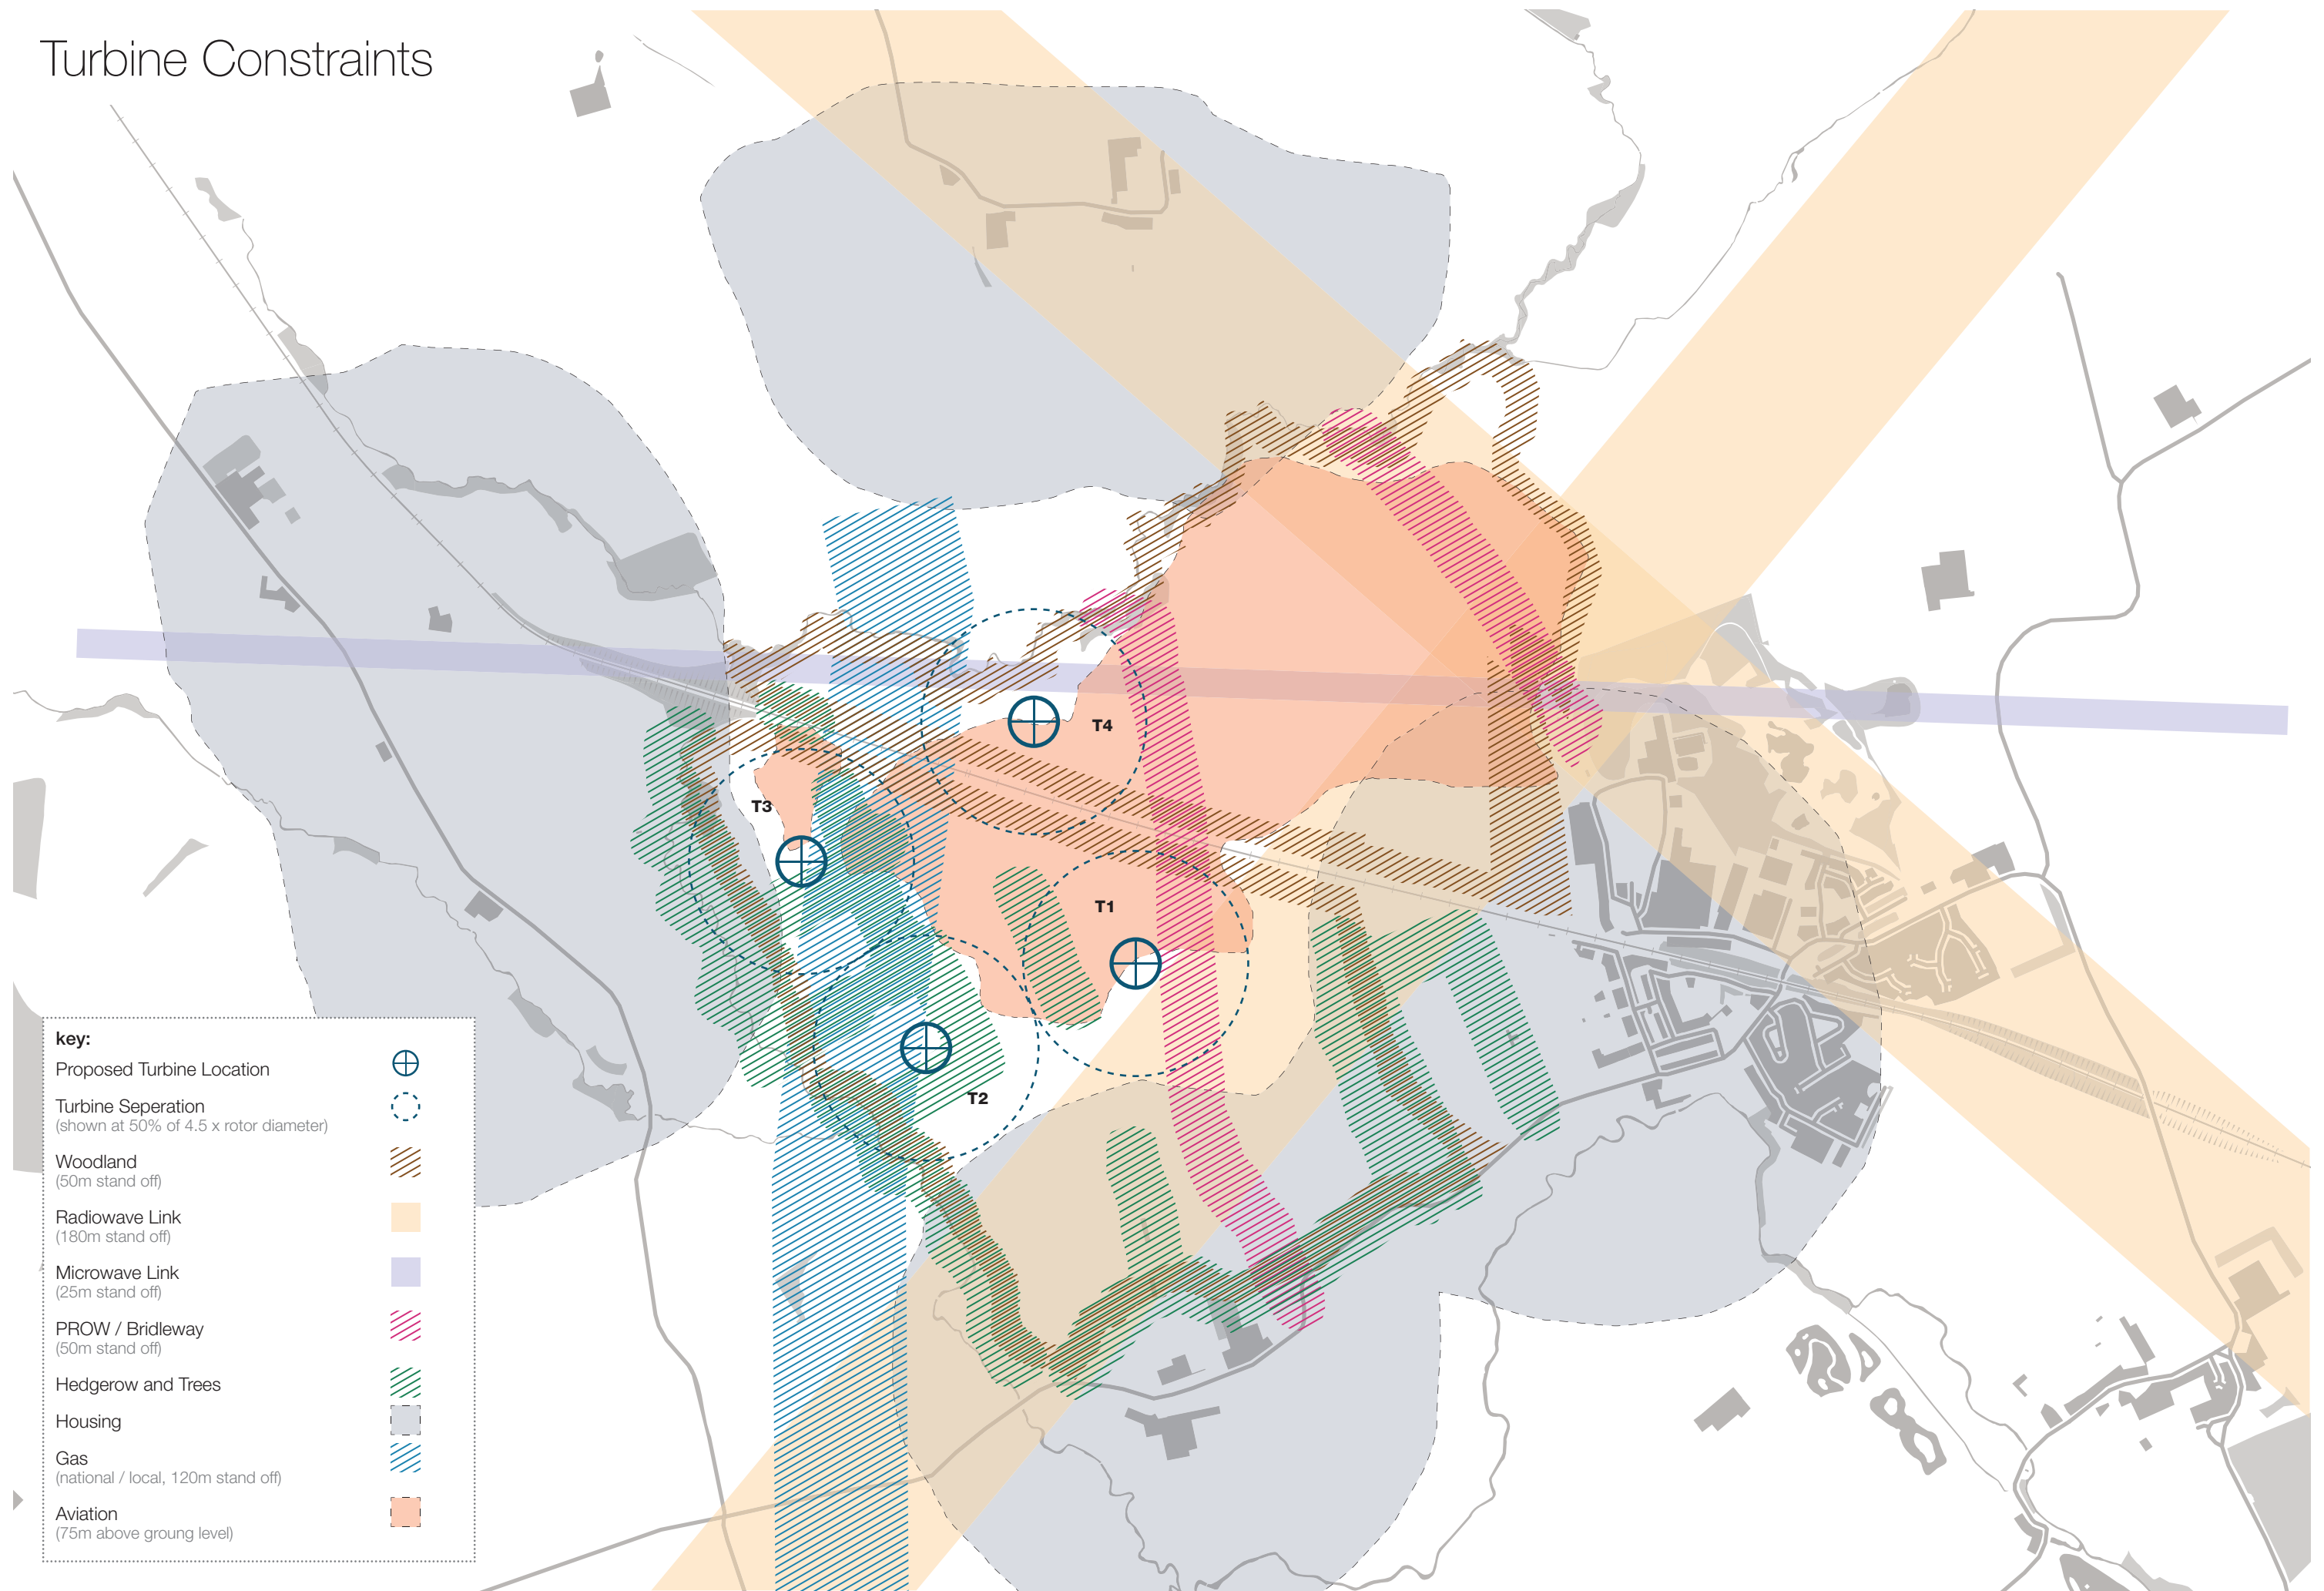 Turbine Constraints
T4
T3
T1
T2
key:
Proposed Turbine Location
Turbine Seperation
(shown at 50% of 4.5 x rotor diameter)
Woodland
(50m stand off)
Radiowave Link
(180m stand off)
Microwave Link
(25m stand off)
PROW / Bridleway
(50m stand off)
Hedgerow and Trees
Housing
Gas
(national / local, 120m stand off)
Aviation
(75m above groung level)